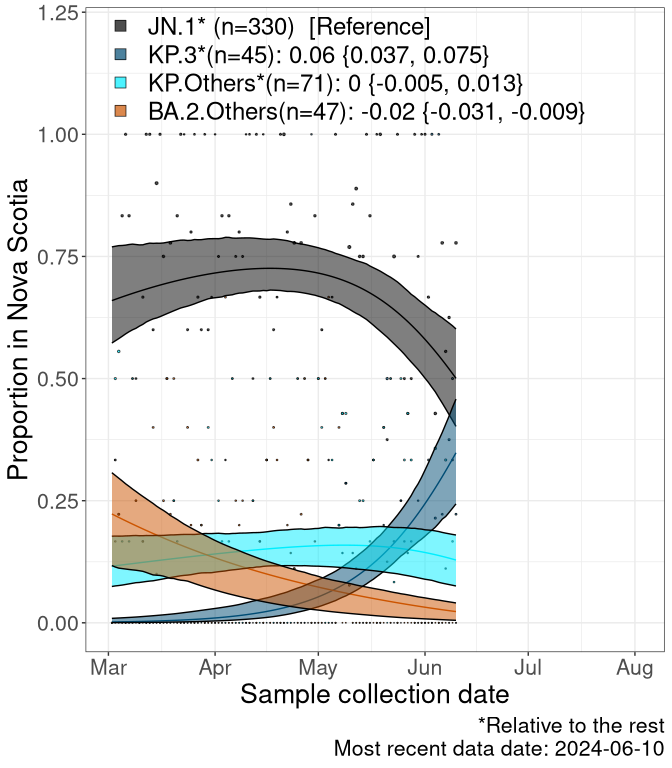 JN.1* (n=330)  [Reference]
KP.3*(n=45): 0.06 {0.037, 0.075}
KP.Others*(n=71): 0 {-0.005, 0.013}
BA.2.Others(n=47): -0.02 {-0.031, -0.009}
1.25
1.00
0.75
0.50
0.25
0.00
Proportion in Nova Scotia
Mar Apr May Jun Jul Aug
Sample collection date
*Relative to the rest
Most recent data date: 2024-06-10